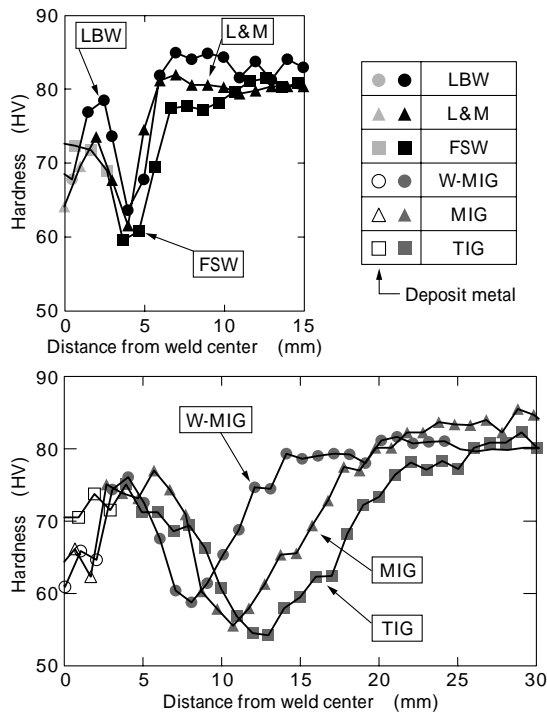 90
80
70
60
50
Hardness (HV)
LBW
L&M
FSW
0 5 10 15
Distance from weld center (mm)
LBW
L&M
FSW
W-MIG
MIG
TIG
Deposit metal
90
80
70
60
50
Hardness (HV)
W-MIG
MIG
TIG
0 5 10 15 20 25 30
Distance from weld center (mm)